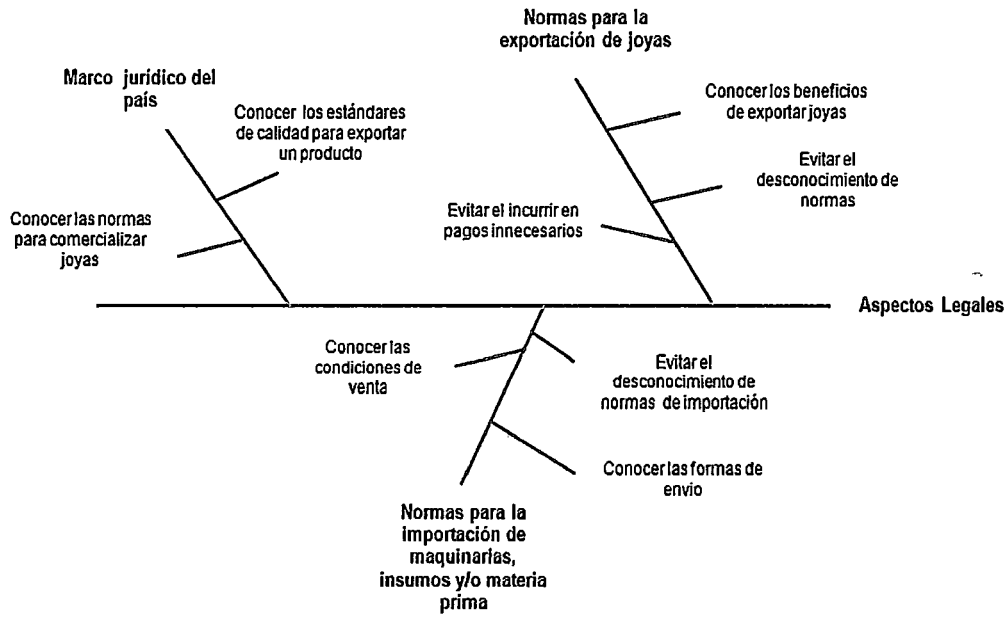 Normas para la
exportación de joyas
Marco jurídico del
país
Conocer los estándares
de calidad para exportar
un producto
Conocer los beneficios
de exportar joyas
Evitar el
desconocimiento de
normas
Conocer las normas
para comercializar
joyas
Evitar el incurrir en
pagos innecesarios
Aspectos Legales
Conocer las
condiciones de
venta
Evitar el
desconocimiento de
normas de importación
Conocer las formas de
envio
Normas para la
importación de
maquinarias,
insumos y/o materia
prima